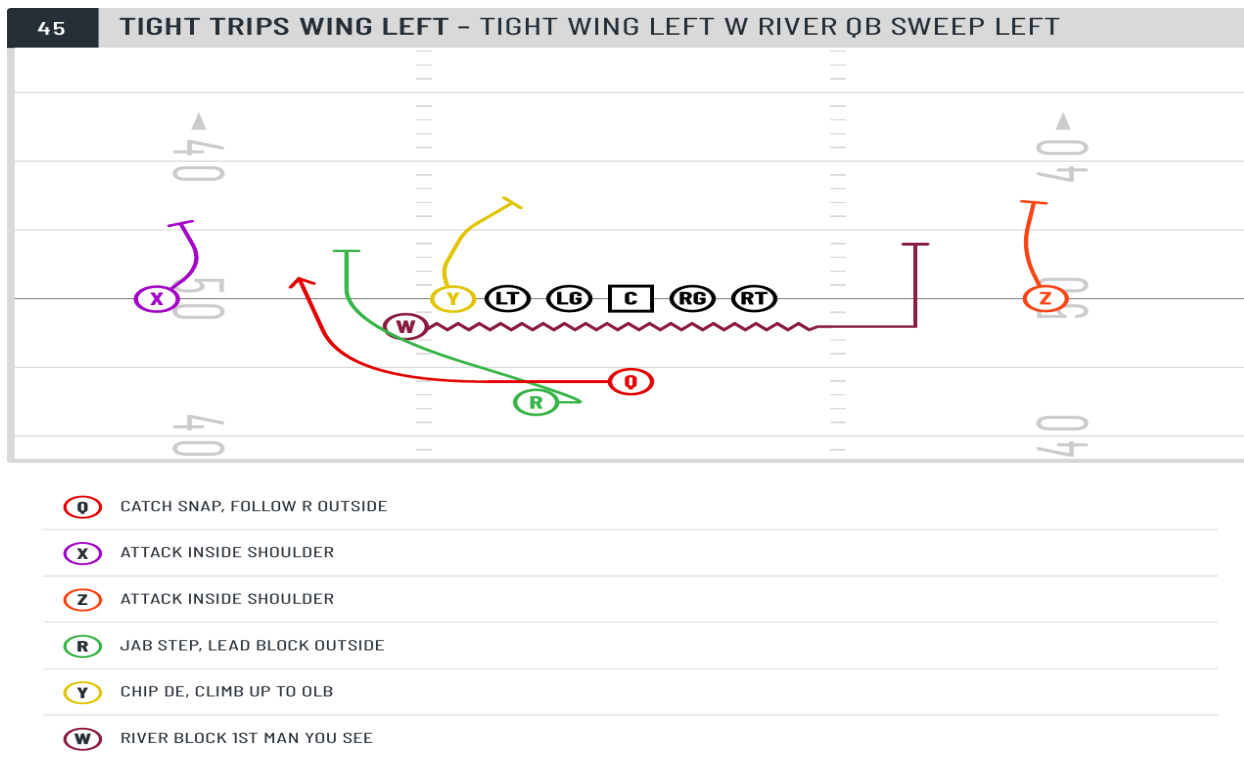 45 TIGHT TRIPS WING LEFT – TIGHT WING LEFT W RIVER QB SWEEP LEFT
40 40
X 50 Y LT LG C RG RT Z 50
W
Q
R
40 40
Q CATCH SNAP, FOLLOW R OUTSIDE
X ATTACK INSIDE SHOULDER
Z ATTACK INSIDE SHOULDER
R JAB STEP, LEAD BLOCK OUTSIDE
Y CHIP DE, CLIMB UP TO OLB
W RIVER BLOCK 1ST MAN YOU SEE